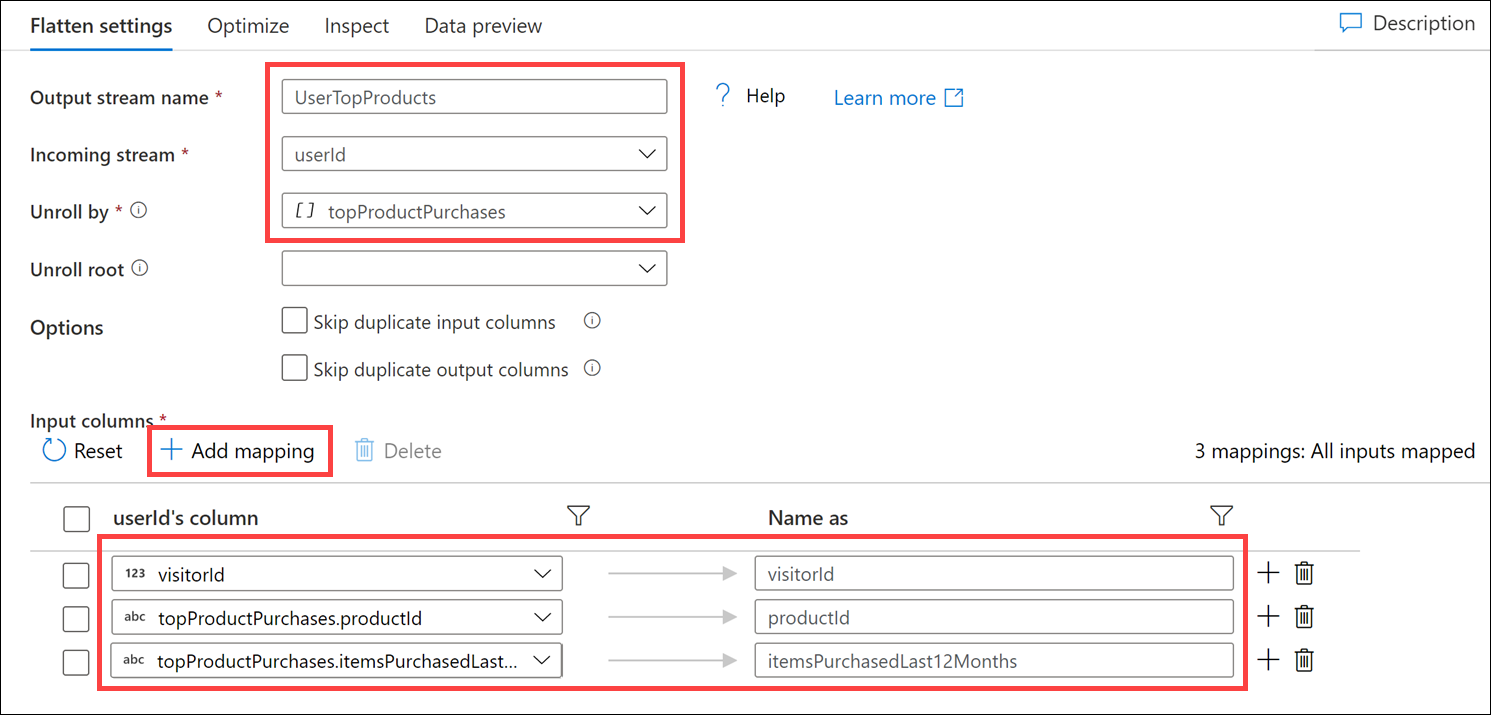 Flatten settings Optimize Inspect Data preview Description
Output stream name * UserTopProducts ? Help Learn more
Incoming stream * userId
Unroll by * [] topProductPurchases
Unroll root
Options Skip duplicate input columns
Skip duplicate output columns
Input columns *
Reset + Add mapping Delete 3 mappings: All inputs mapped
userId's column Name as
123 visitorId visitorId
abc topProductPurchases.productId productId
abc topProductPurchases.itemsPurchasedLast... itemsPurchasedLast12Months